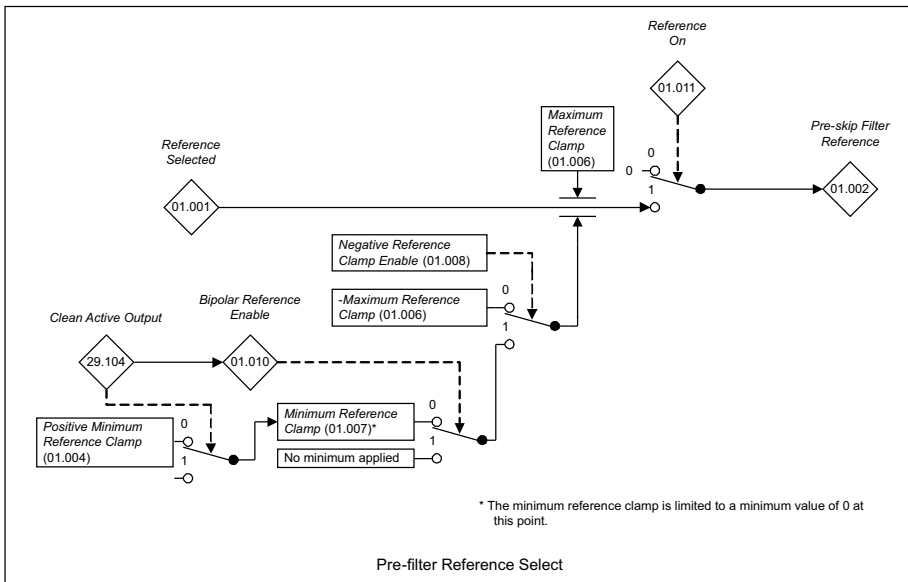 Reference
On
01.011
Maximum
Reference
Clamp
(01.006)
Pre-skip Filter
Reference
Reference
Selected
0
0
1
01.001
01.002
Negative Reference
Clamp Enable (01.008)
0
-Maximum Reference
Clamp (01.006)
1
Clean Active Output
Bipolar Reference
Enable
29.104
01.010
Positive Minimum
Reference Clamp
(01.004)
0
1
Minimum Reference
Clamp (01.007)*
0
1
No minimum applied
* The minimum reference clamp is limited to a minimum value of 0 at
this point.
Pre-filter Reference Select